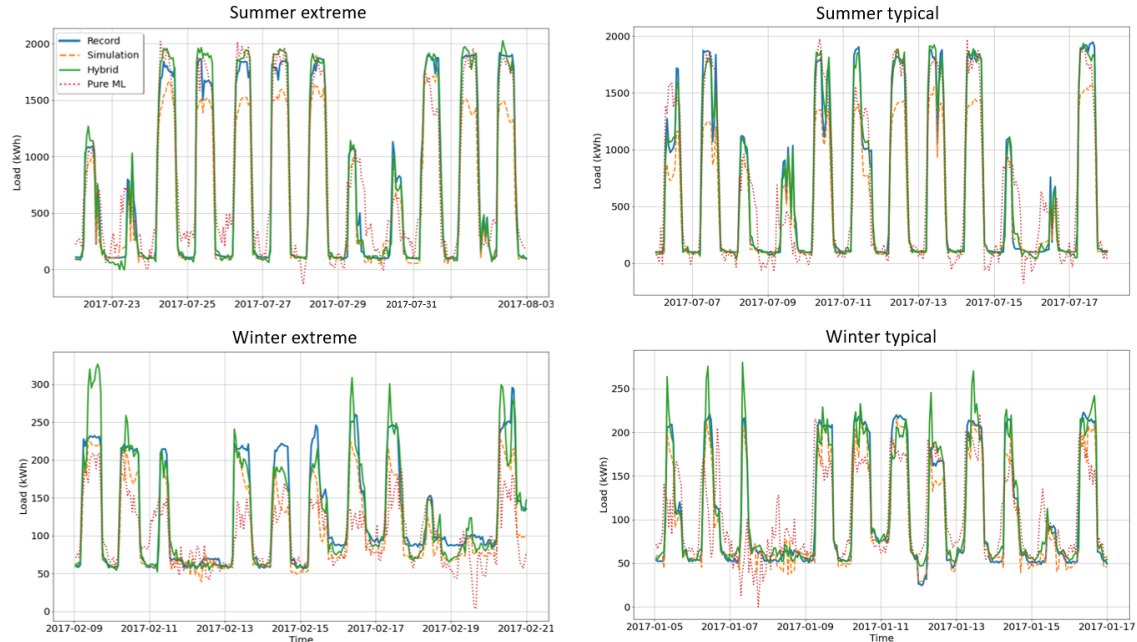 Summer extreme
2000
1500
1000
500
0
Load (kWh)
Record
Simulation
Hybrid
Pure ML
2017-07-23 2017-07-25 2017-07-27 2017-07-29 2017-07-31 2017-08-03
Summer typical
2000
1500
1000
500
0
Load (kWh)
2017-07-07 2017-07-09 2017-07-11 2017-07-13 2017-07-15 2017-07-17
Winter extreme
300
250
200
150
100
50
0
Load (kWh)
2017-02-09 2017-02-11 2017-02-13 2017-02-15 2017-02-17 2017-02-19 2017-02-21
Time
Winter typical
250
200
150
100
50
0
Load (kWh)
2017-01-05 2017-01-07 2017-01-09 2017-01-11 2017-01-13 2017-01-15 2017-01-17
Time